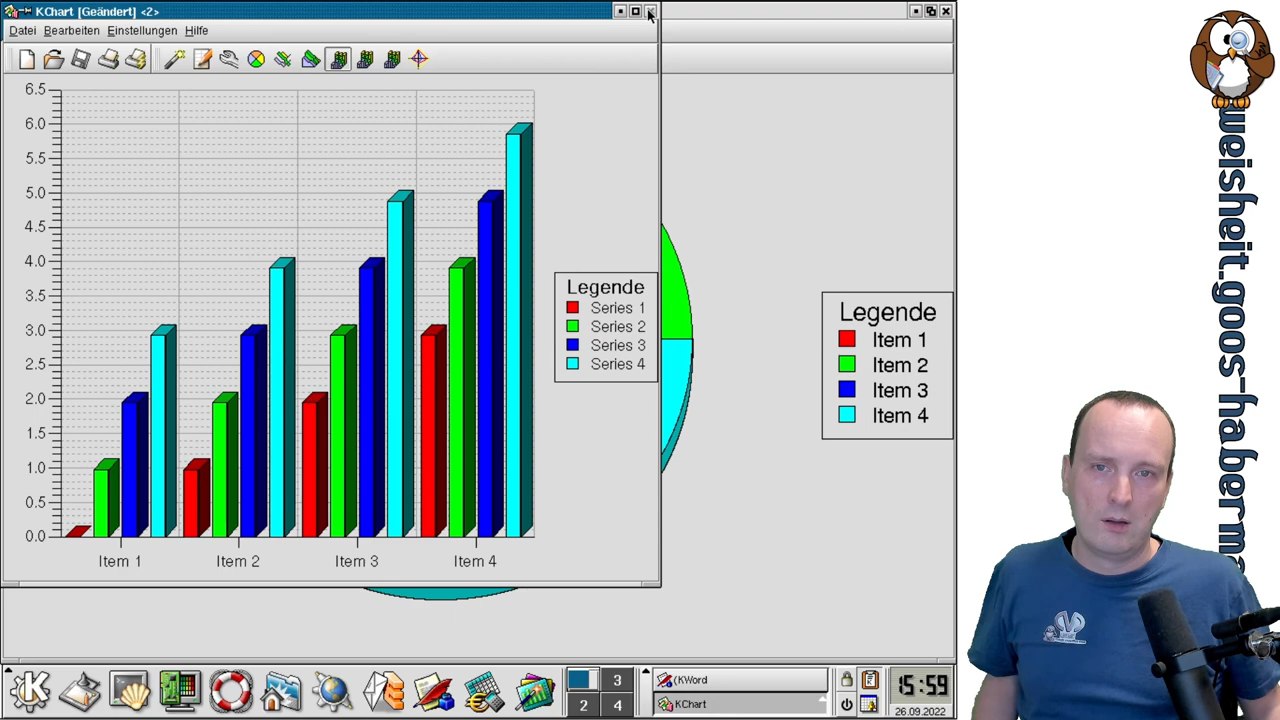 KChart [Geändert] <2>
Datei Bearbeiten Einstellungen Hilfe
6.5
6.0
5.5
5.0
4.5
4.0
3.5
3.0
2.5
2.0
1.5
1.0
0.5
0.0
Item 1 Item 2 Item 3 Item 4
Legende
Series 1
Series 2
Series 3
Series 4
Legende
Item 1
Item 2
Item 3
Item 4
3
2 4
(KWord
KChart
15:59
26.09.2022
weisheit.goos-haberm